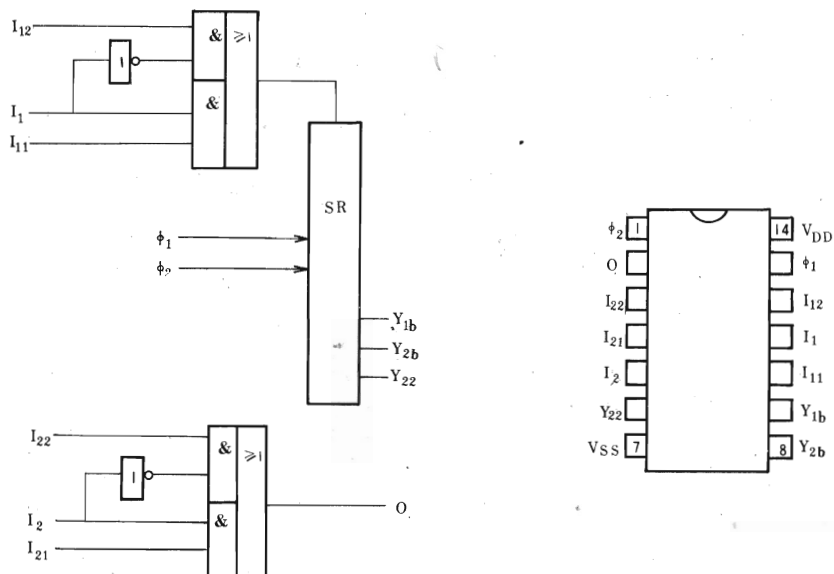 I12
&
≥1
1
I1
&
I11
SR
ϕ1
ϕ2
Y1b
Y2b
Y22
I22
&
≥1
1
I2
&
I21
O
ϕ2 1 14 VDD
O ϕ1
I22 I12
I21 I1
I2 I11
Y22 Y1b
VSS 7 8 Y2b